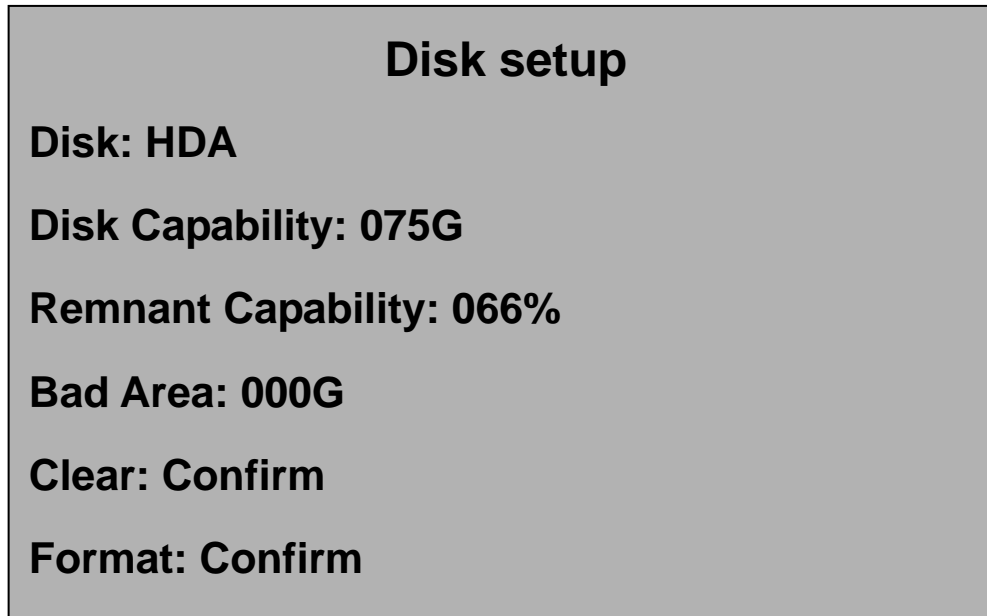 Disk setup
Disk: HDA
Disk Capability: 075G
Remnant Capability: 066%
Bad Area: 000G
Clear: Confirm
Format: Confirm